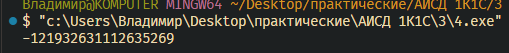 Владимир@KOMPUTER MINGW64 ~/Desktop/практические/АИСД 1К1С/3
$ "c:\Users\Владимир\Desktop\практические\АИСД 1К1С\3\4.exe"
-121932631112635269